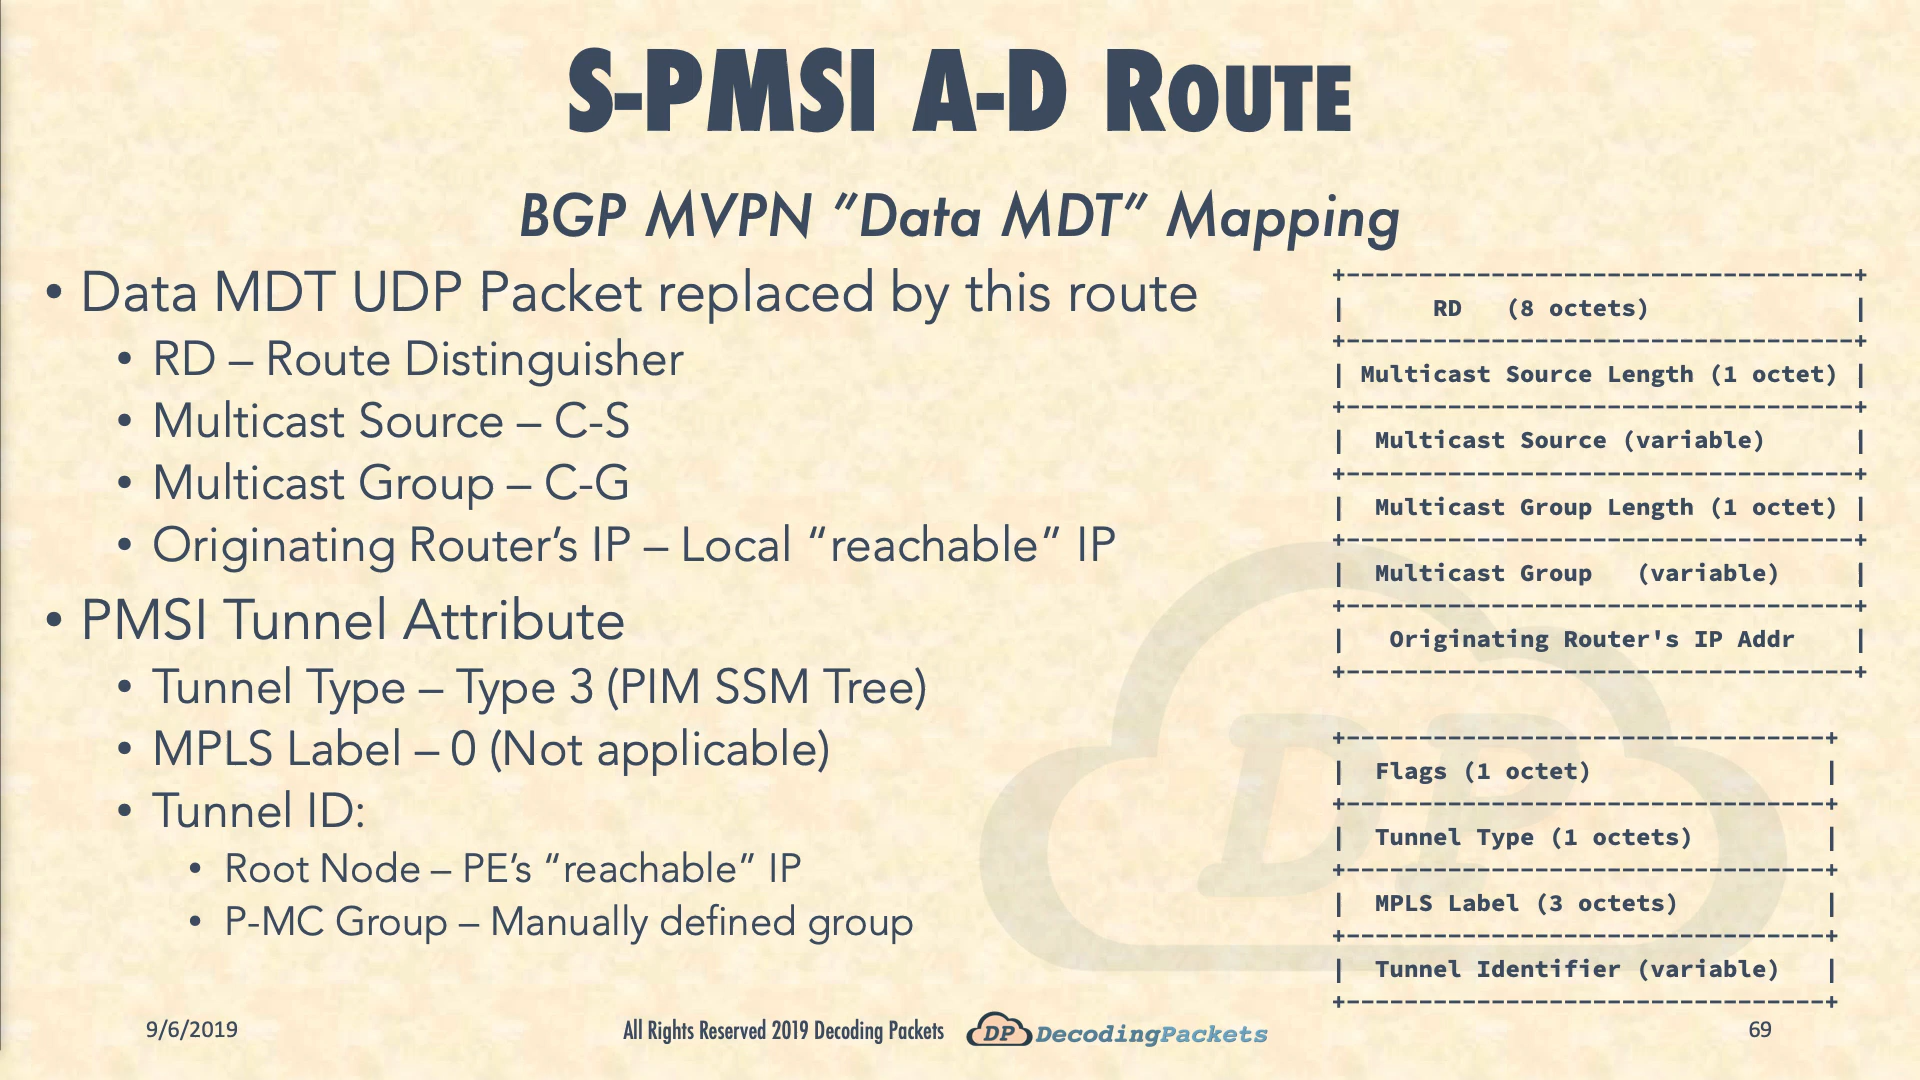 S-PMSI A-D ROUTE
BGP MVPN ”Data MDT” Mapping
• Data MDT UDP Packet replaced by this route
• RD – Route Distinguisher
• Multicast Source – C-S
• Multicast Group – C-G
• Originating Router’s IP – Local “reachable” IP
• PMSI Tunnel Attribute
• Tunnel Type – Type 3 (PIM SSM Tree)
• MPLS Label – 0 (Not applicable)
• Tunnel ID:
• Root Node – PE’s “reachable” IP
• P-MC Group – Manually defined group
+-----------------------------------+
|      RD   (8 octets)              |
+-----------------------------------+
| Multicast Source Length (1 octet) |
+-----------------------------------+
|  Multicast Source (variable)      |
+-----------------------------------+
|  Multicast Group Length (1 octet) |
+-----------------------------------+
|  Multicast Group   (variable)     |
+-----------------------------------+
|   Originating Router's IP Addr    |
+-----------------------------------+
+---------------------------------+
|  Flags (1 octet)                |
+---------------------------------+
|  Tunnel Type (1 octets)         |
+---------------------------------+
|  MPLS Label (3 octets)          |
+---------------------------------+
|  Tunnel Identifier (variable)   |
+---------------------------------+
DP
9/6/2019
All Rights Reserved 2019 Decoding Packets
DP DecodingPackets
69